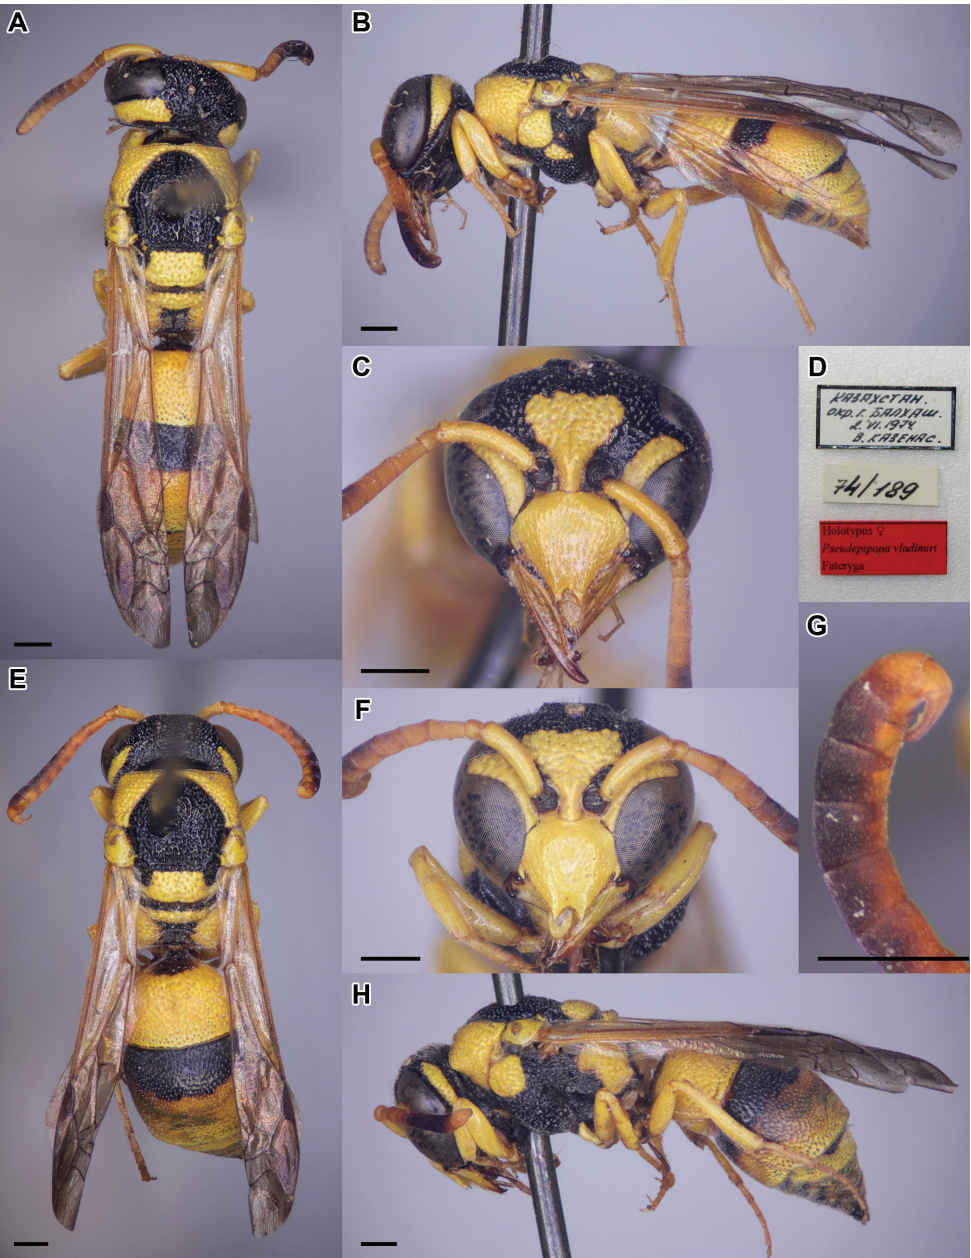 A
B
C
D
КАЗАХСТАН.
окр. г. БАЛХАШ.
2.VI.1974.
В. КАЗЕНАС.
74/189
Holotypus ♀
Pseudepipona vladimiri
Fateryga
E
F
G
H